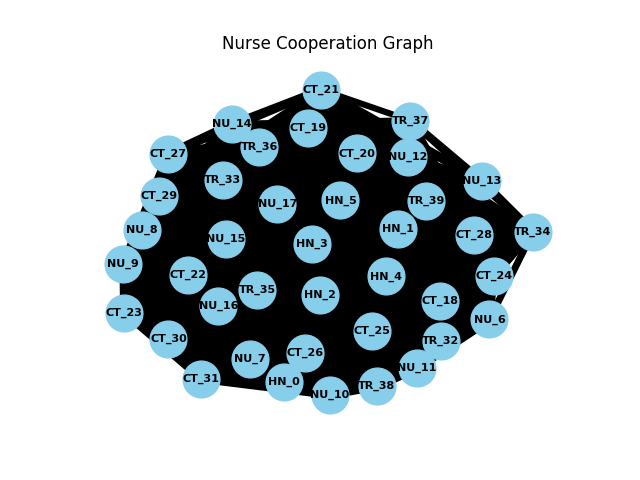 Nurse Cooperation Graph
CT_21
NU_14
TR_37
CT_19
TR_36
CT_27
CT_20
NU_12
TR_33
NU_13
CT_29
NU_17
HN_5
TR_39
NU_8
HN_1
TR_34
NU_15
CT_28
HN_3
NU_9
CT_22
HN_4
CT_24
TR_35
HN_2
CT_18
NU_16
CT_23
NU_6
CT_25
CT_30
TR_32
CT_26
NU_7
NU_11
CT_31
HN_0
TR_38
NU_10